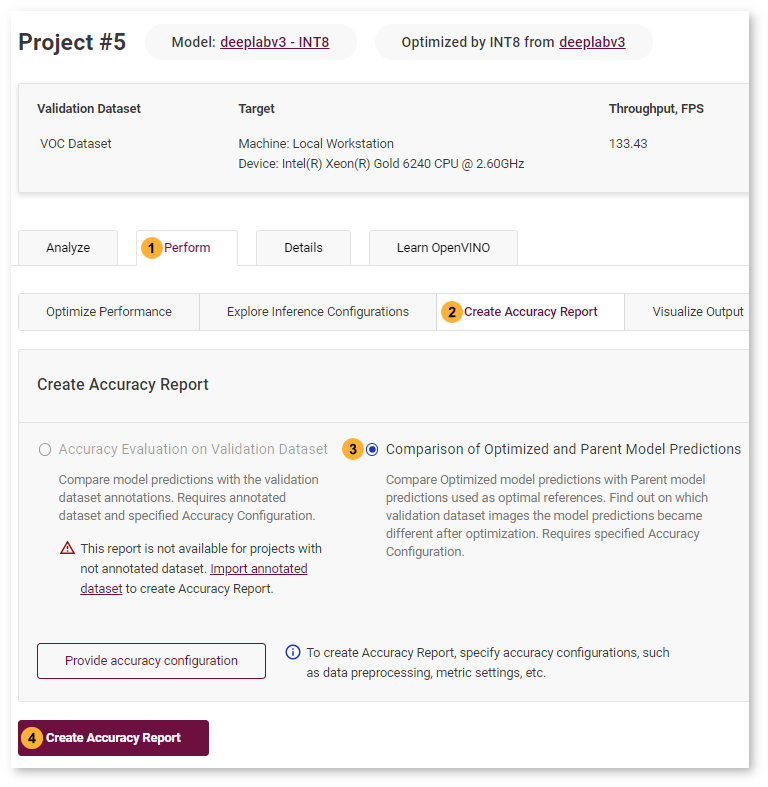 Project #5 Model: deeplabv3 - INT8 Optimized by INT8 from deeplabv3
Validation Dataset Target Throughput, FPS
VOC Dataset Machine: Local Workstation 133.43
Device: Intel(R) Xeon(R) Gold 6240 CPU @ 2.60GHz
Analyze 1 Perform Details Learn OpenVINO
Optimize Performance Explore Inference Configurations 2 Create Accuracy Report Visualize Output
Create Accuracy Report
Accuracy Evaluation on Validation Dataset
Compare model predictions with the validation
dataset annotations. Requires annotated
dataset and specified Accuracy Configuration.
This report is not available for projects with
not annotated dataset. Import annotated
dataset to create Accuracy Report.
3 Comparison of Optimized and Parent Model Predictions
Compare Optimized model predictions with Parent model
predictions used as optimal references. Find out on which
validation dataset images the model predictions became
different after optimization. Requires specified Accuracy
Configuration.
Provide accuracy configuration
To create Accuracy Report, specify accuracy configurations, such
as data preprocessing, metric settings, etc.
4 Create Accuracy Report